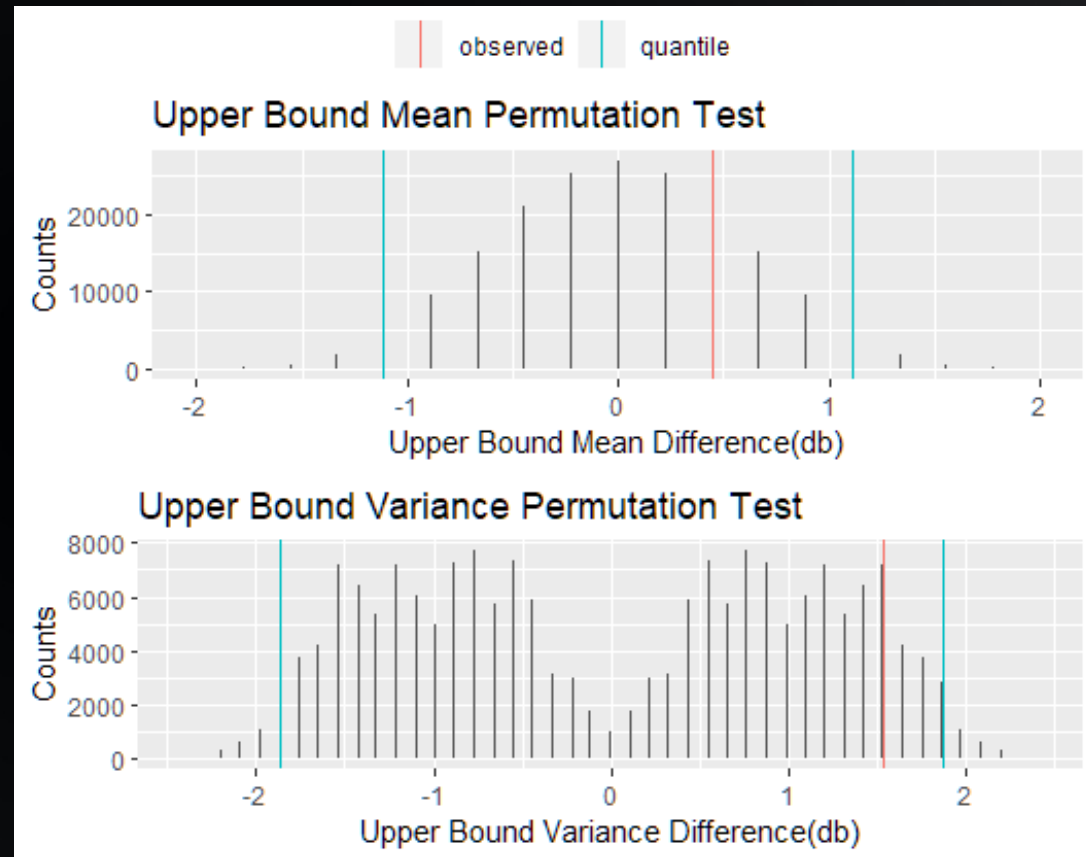 observed quantile
Upper Bound Mean Permutation Test
20000
10000
0
Counts
-2 -1 0 1 2
Upper Bound Mean Difference(db)
Upper Bound Variance Permutation Test
8000
6000
4000
2000
0
Counts
-2 -1 0 1 2
Upper Bound Variance Difference(db)